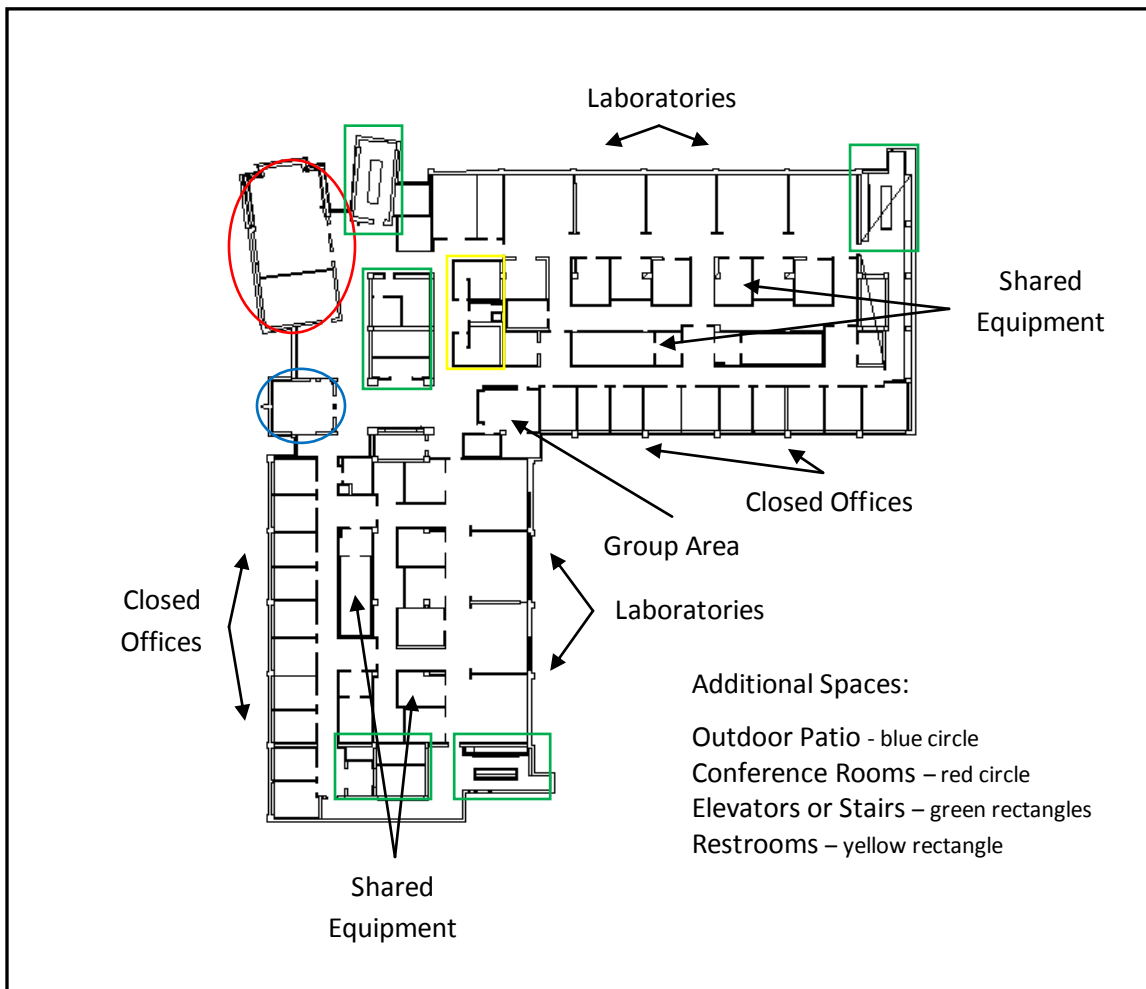 Laboratories
Shared
Equipment
Closed Offices
Group Area
Closed
Offices
Laboratories
Additional Spaces:
Outdoor Patio - blue circle
Conference Rooms – red circle
Elevators or Stairs – green rectangles
Restrooms – yellow rectangle
Shared
Equipment